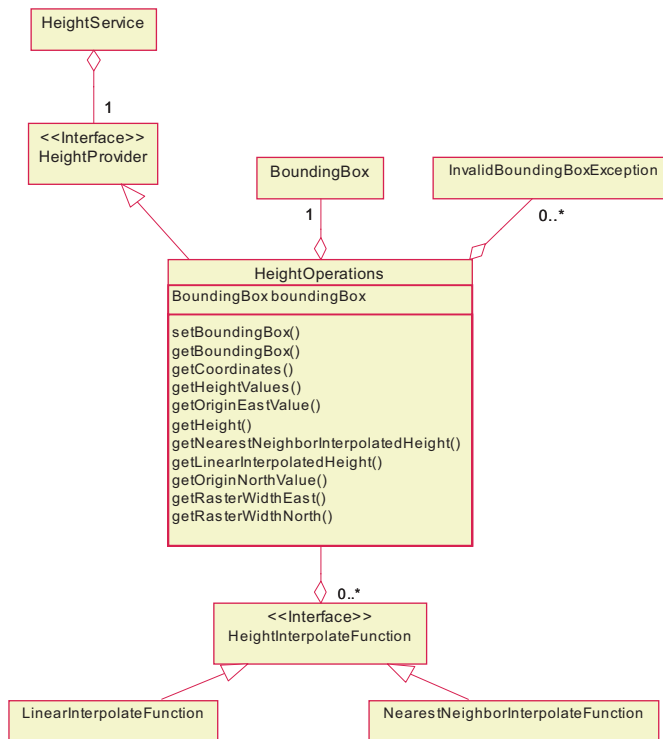 HeightService
1
<<Interface>>
HeightProvider
BoundingBox
InvalidBoundingBoxException
1
0..*
HeightOperations
BoundingBox boundingBox
setBoundingBox()
getBoundingBox()
getCoordinates()
getHeightValues()
getOriginEastValue()
getHeight()
getNearestNeighborInterpolatedHeight()
getLinearInterpolatedHeight()
getOriginNorthValue()
getRasterWidthEast()
getRasterWidthNorth()
0..*
<<Interface>>
HeightInterpolateFunction
LinearInterpolateFunction
NearestNeighborInterpolateFunction